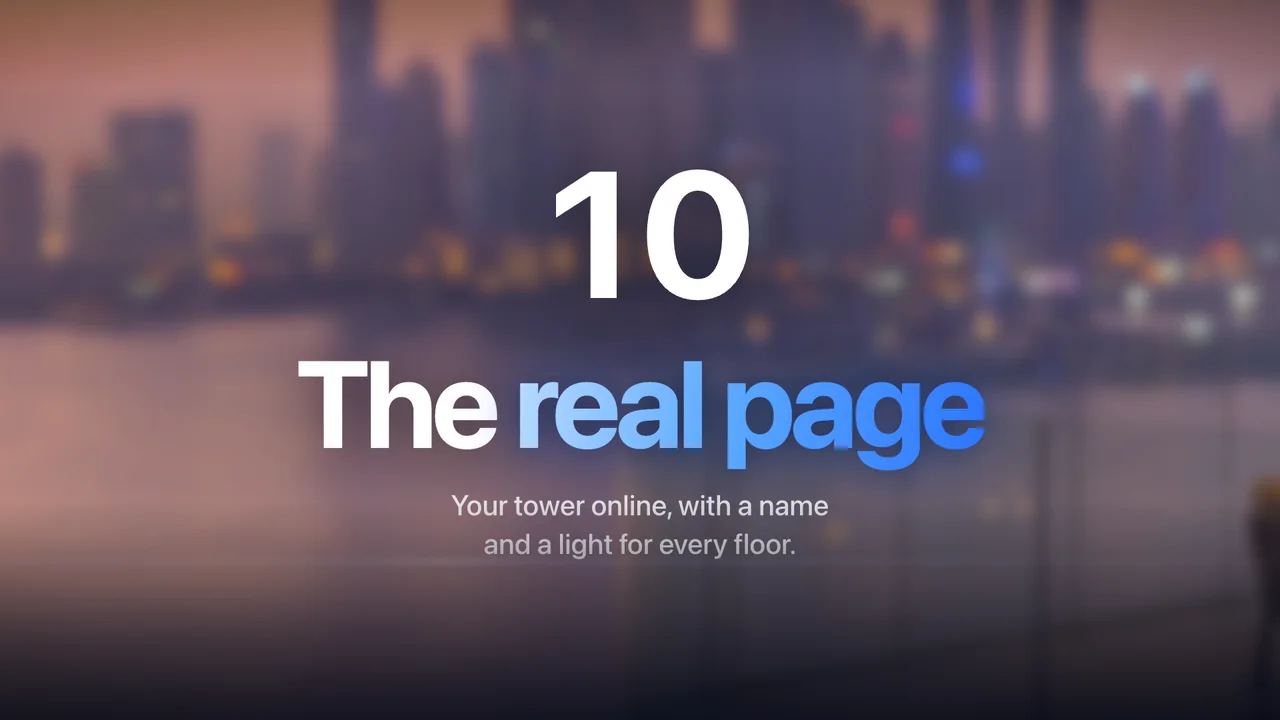 10
The real page
Your tower online, with a name
and a light for every floor.